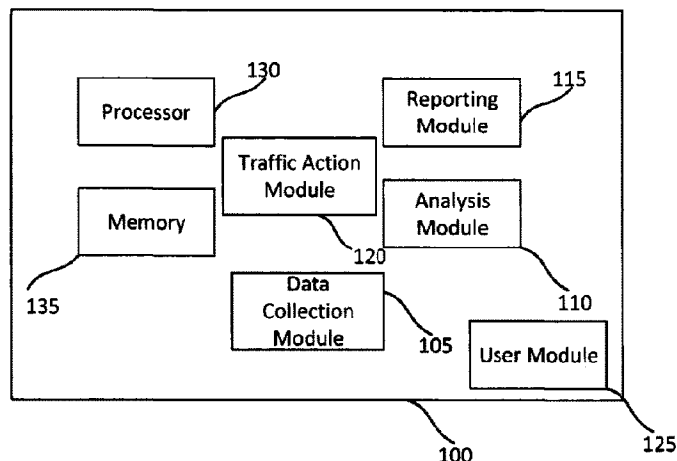 130
115
Processor
Reporting
Module
Traffic Action
Module
Memory
Analysis
Module
120
135
110
Data
Collection
Module
105
User Module
100
125